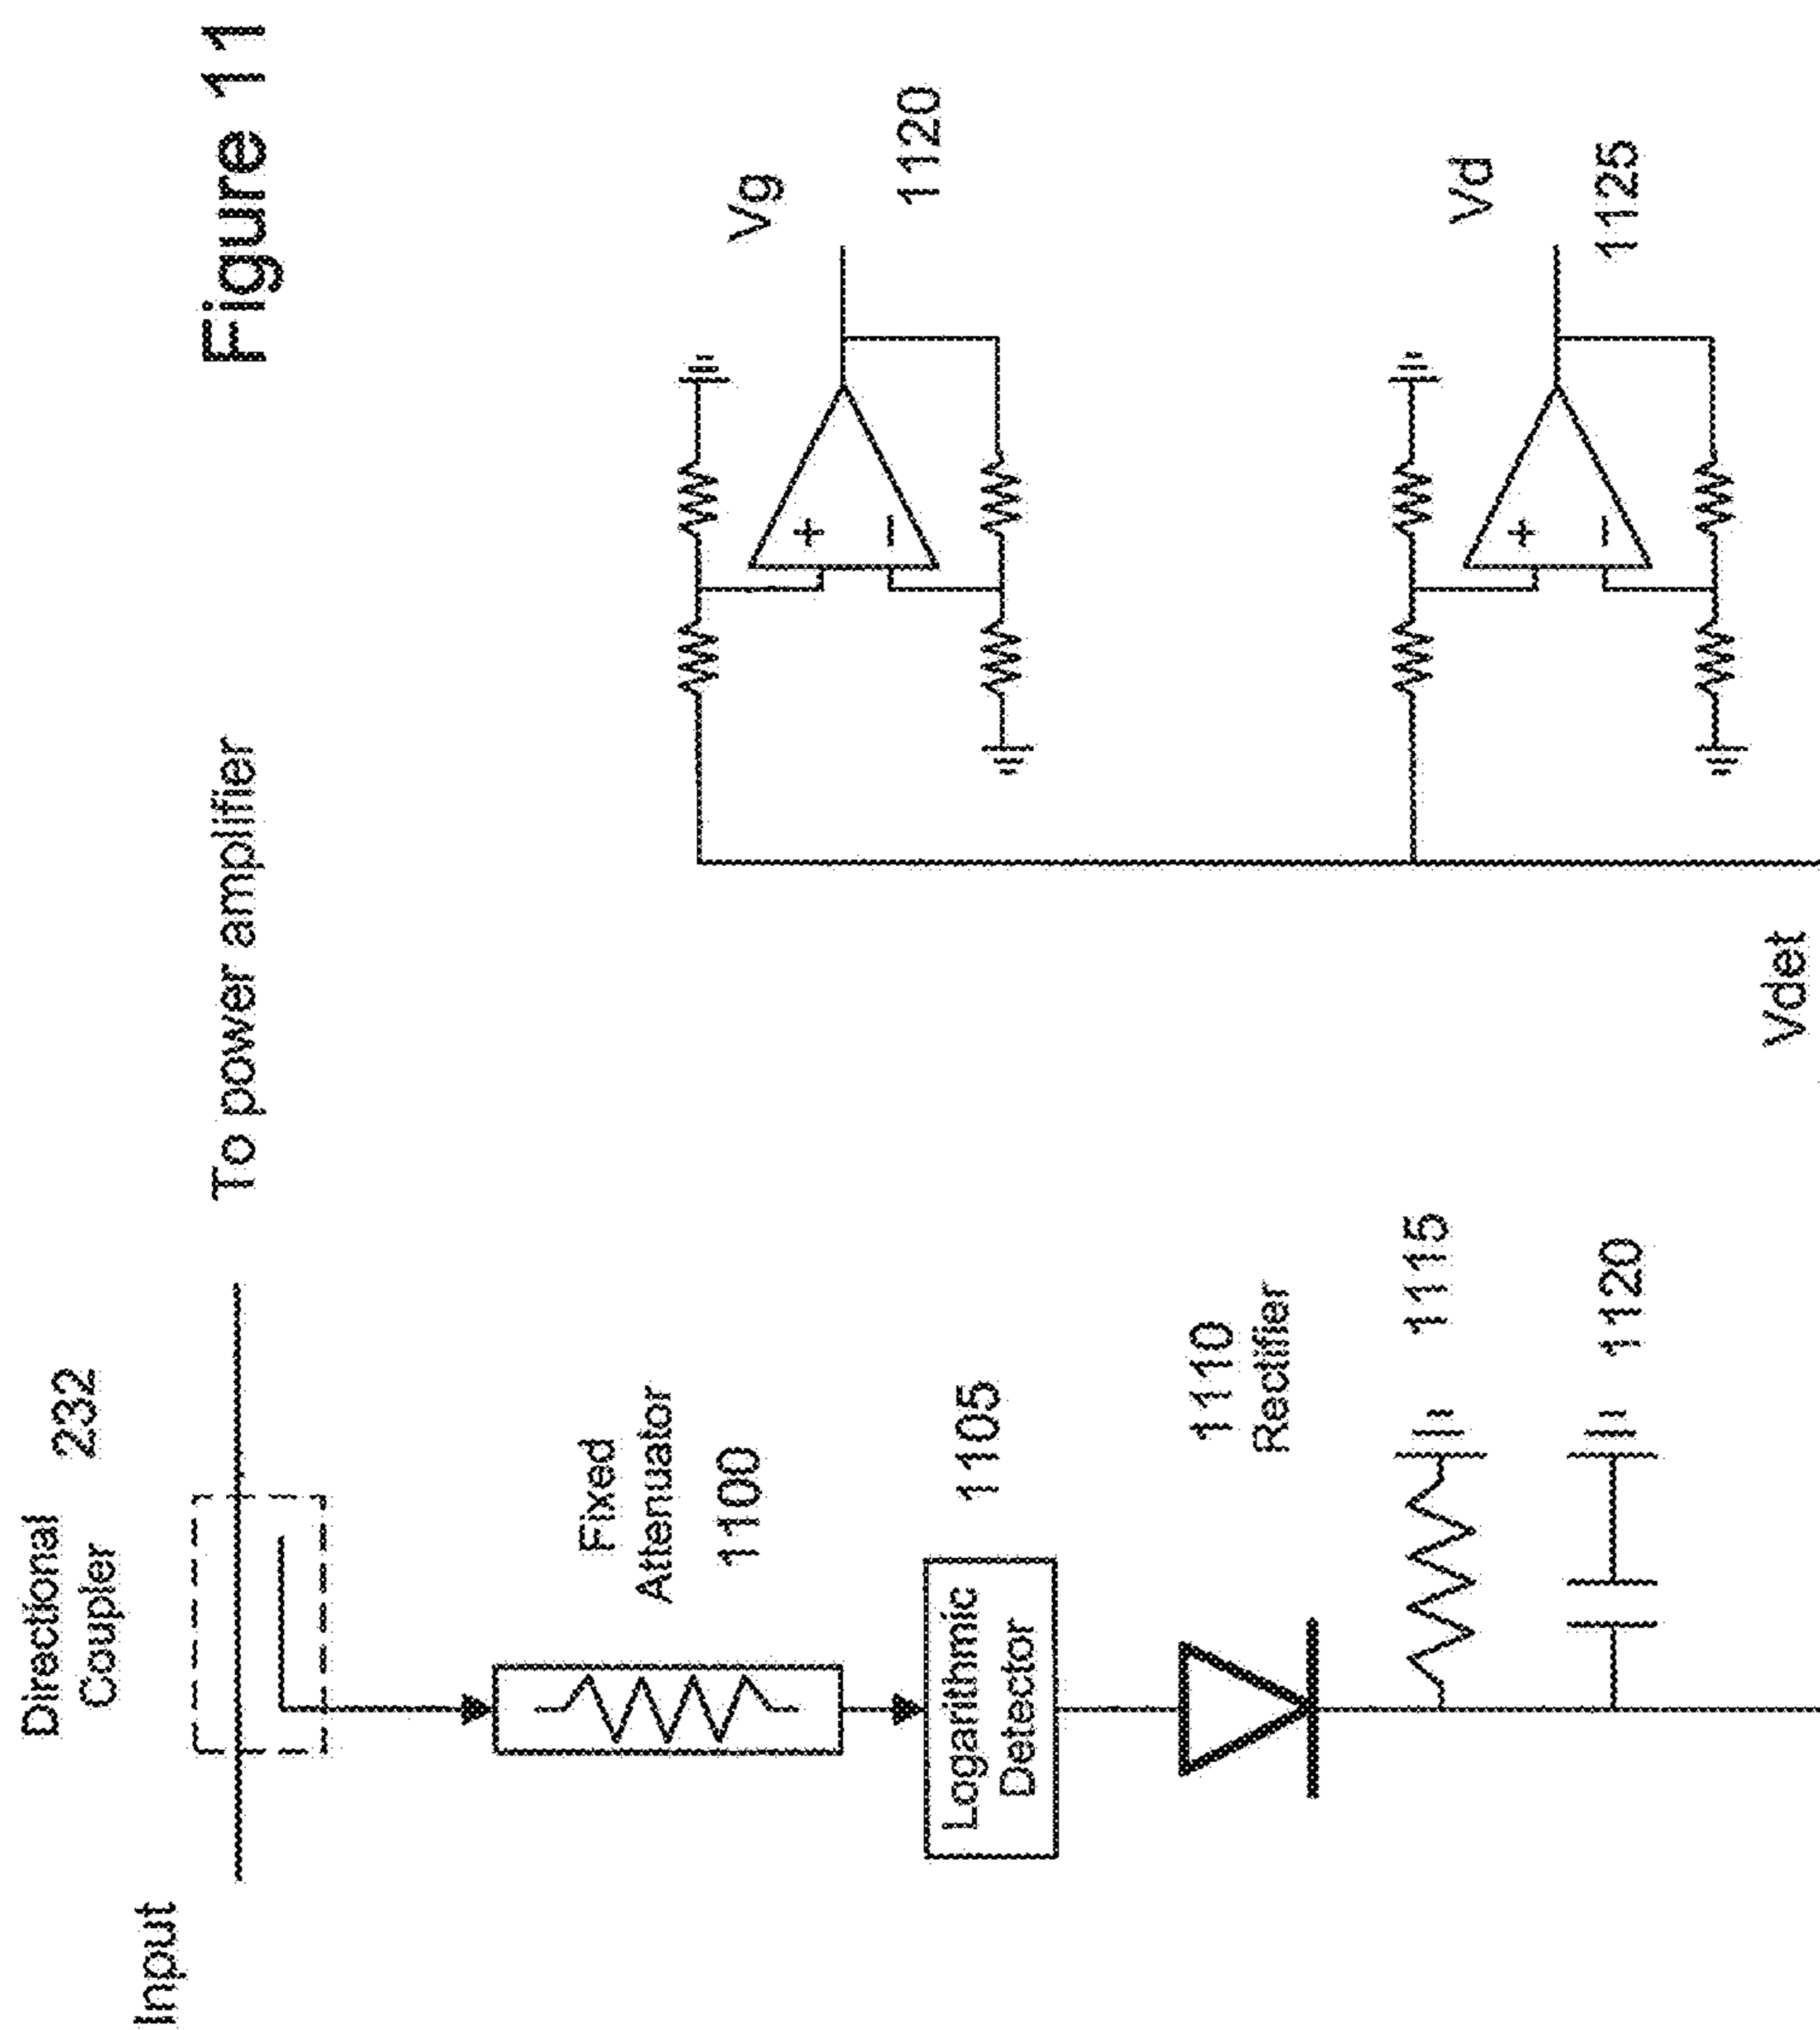 Figure 11
Directional
Coupler
232
Input
To power amplifier
Fixed
Attenuator
1100
Logarithmic
Detector
1105
1110
Rectifier
1115
1120
Vdet
+
−
Vg
1120
+
−
Vd
1125